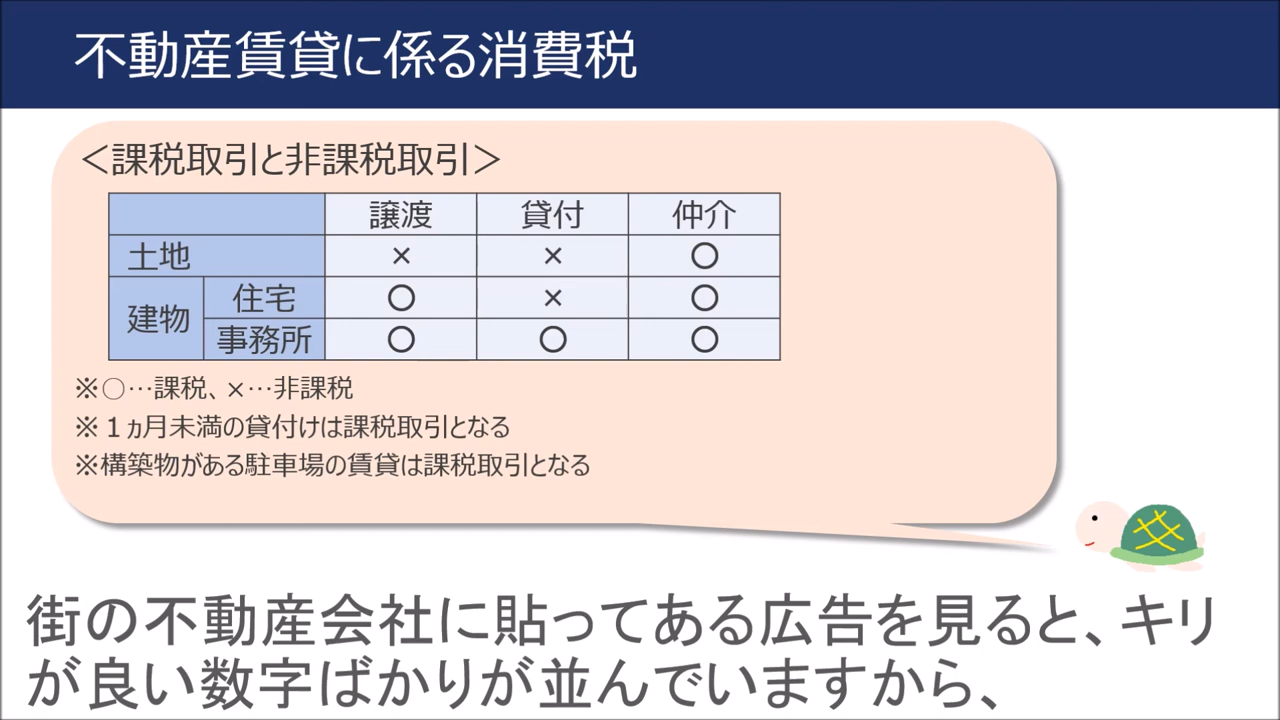 不動産賃貸に係る消費税
＜課税取引と非課税取引＞
譲渡 貸付 仲介
土地 × × ○
建物 住宅 ○ × ○
事務所 ○ ○ ○
※○…課税、×…非課税
※１ヵ月未満の貸付けは課税取引となる
※構築物がある駐車場の賃貸は課税取引となる
街の不動産会社に貼ってある広告を見ると、キリ
が良い数字ばかりが並んでいますから、